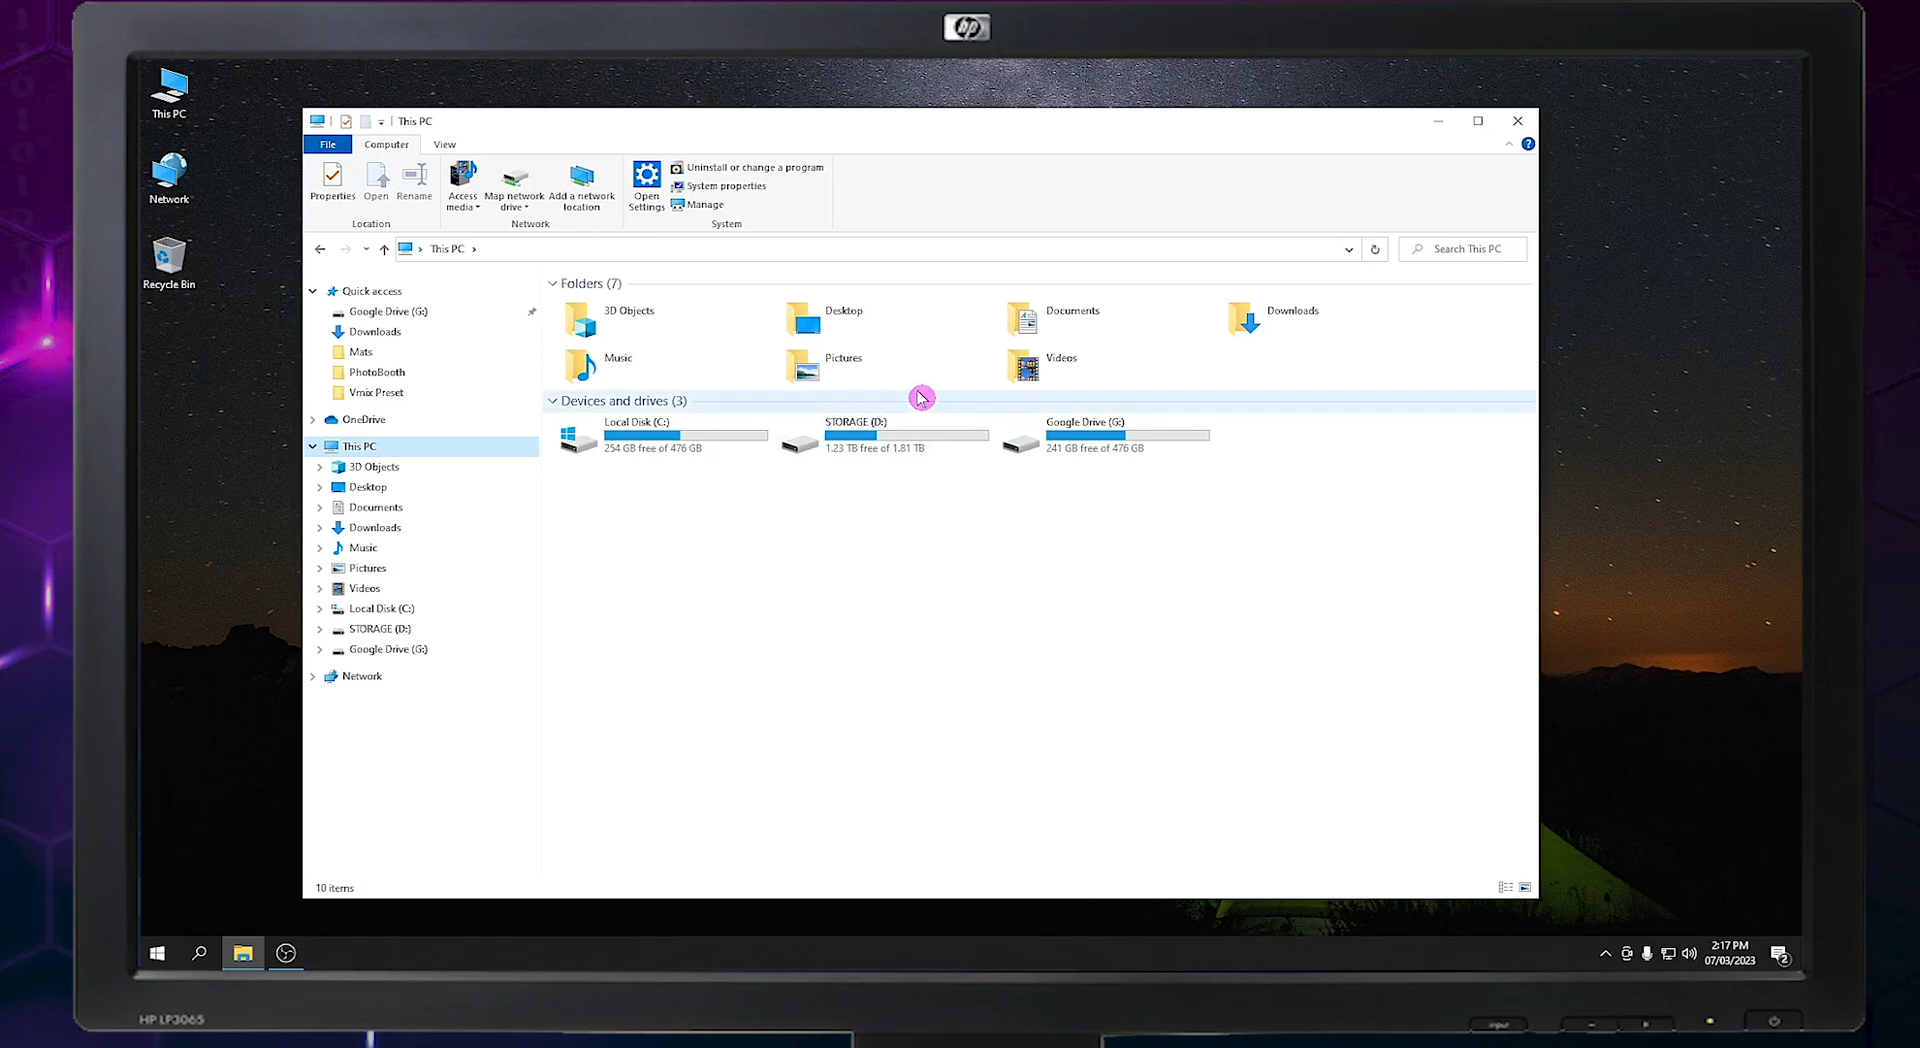 hp
This PC
Network
Recycle Bin
This PC
File
Computer
View
Properties
Open
Rename
Access media
Map network drive
Add a network location
Open Settings
Uninstall or change a program
System properties
Manage
Location
Network
System
This PC
Search This PC
Quick access
Google Drive (G:)
Downloads
Mats
PhotoBooth
Vmix Preset
OneDrive
This PC
3D Objects
Desktop
Documents
Downloads
Music
Pictures
Videos
Local Disk (C:)
STORAGE (D:)
Google Drive (G:)
Network
Folders (7)
3D Objects
Desktop
Documents
Downloads
Music
Pictures
Videos
Devices and drives (3)
Local Disk (C:)
254 GB free of 476 GB
STORAGE (D:)
1.23 TB free of 1.81 TB
Google Drive (G:)
241 GB free of 476 GB
10 items
2:17 PM
07/03/2023
2
HP LP3065
input